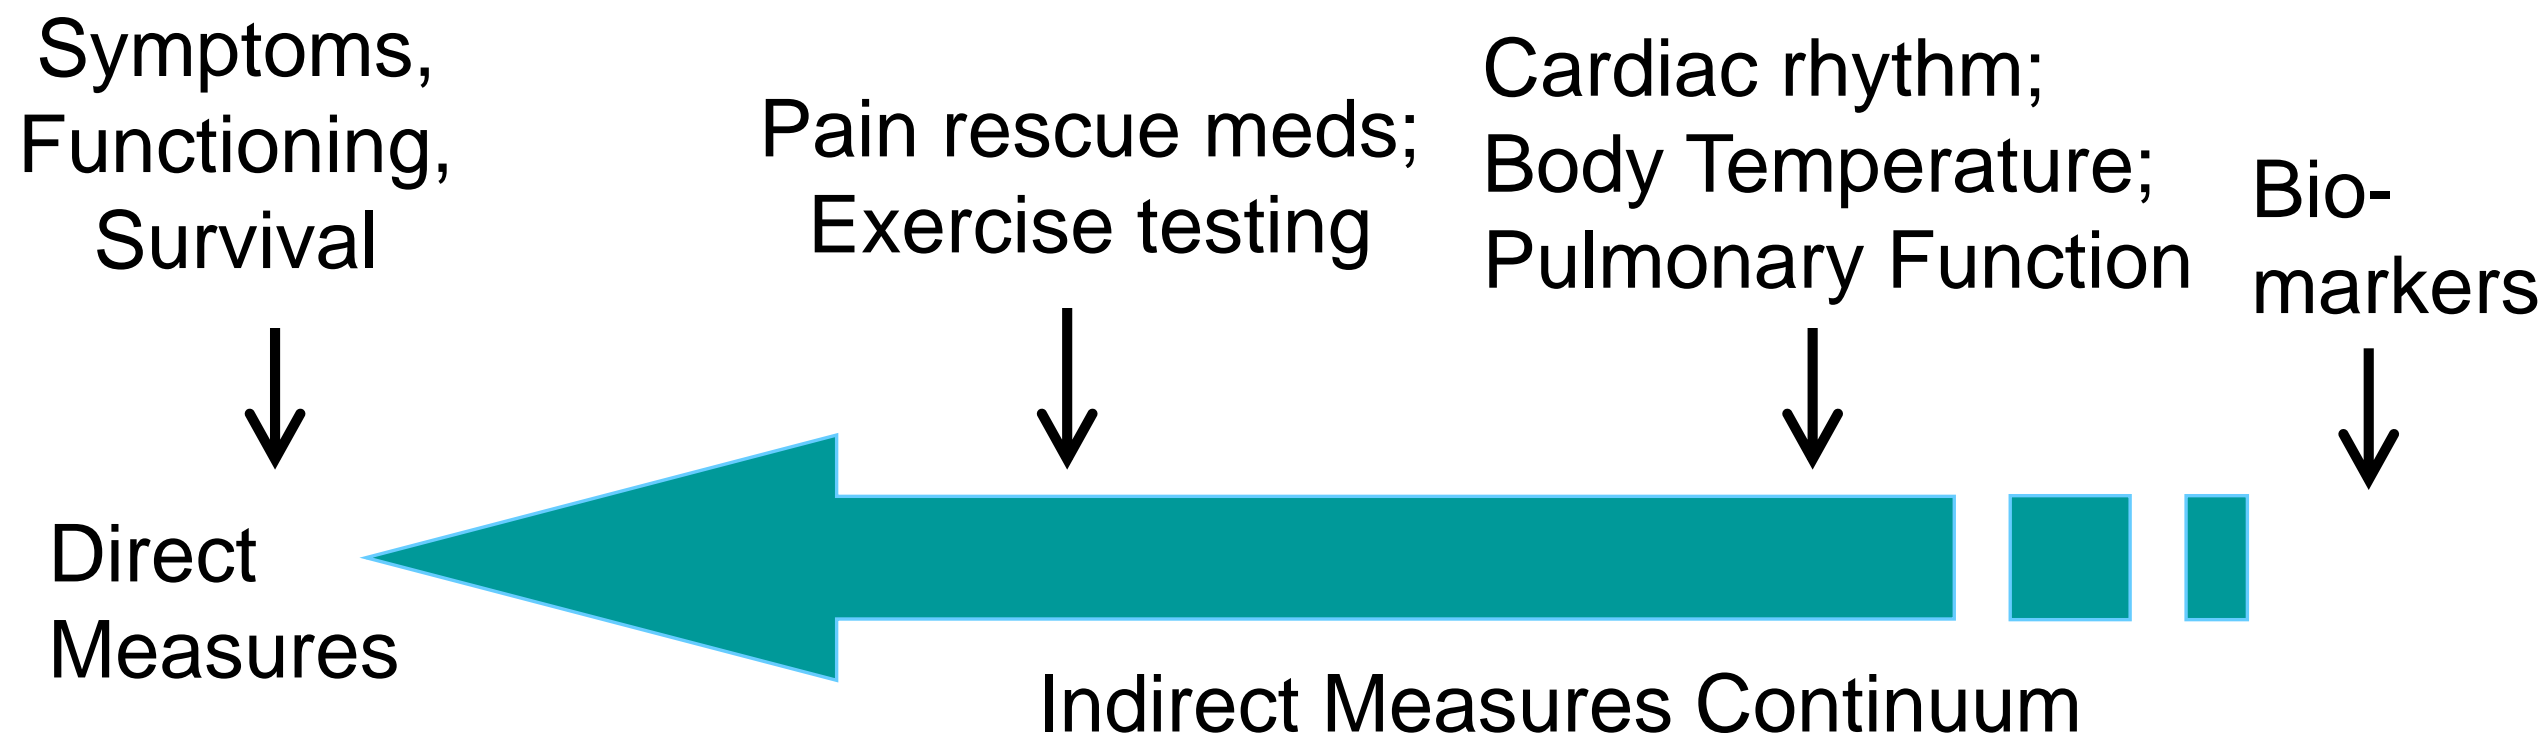 Symptoms,
Functioning,
Survival
Pain rescue meds;
Exercise testing
Cardiac rhythm;
Body Temperature;
Pulmonary Function
Bio-
markers
Direct
Measures
Indirect Measures Continuum